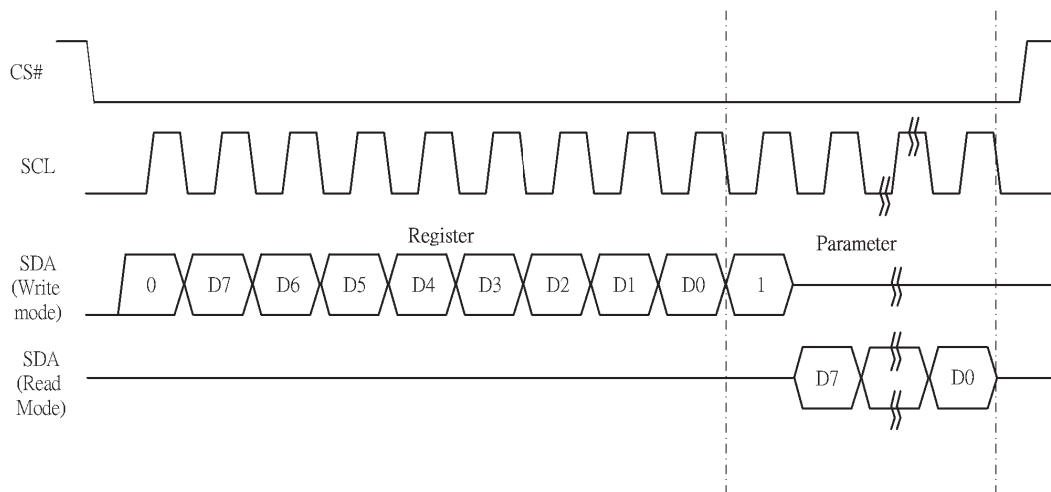 CS#
SCL
Register
Parameter
SDA
(Write
mode)
0 D7 D6 D5 D4 D3 D2 D1 D0 1
SDA
(Read
Mode)
D7 D0